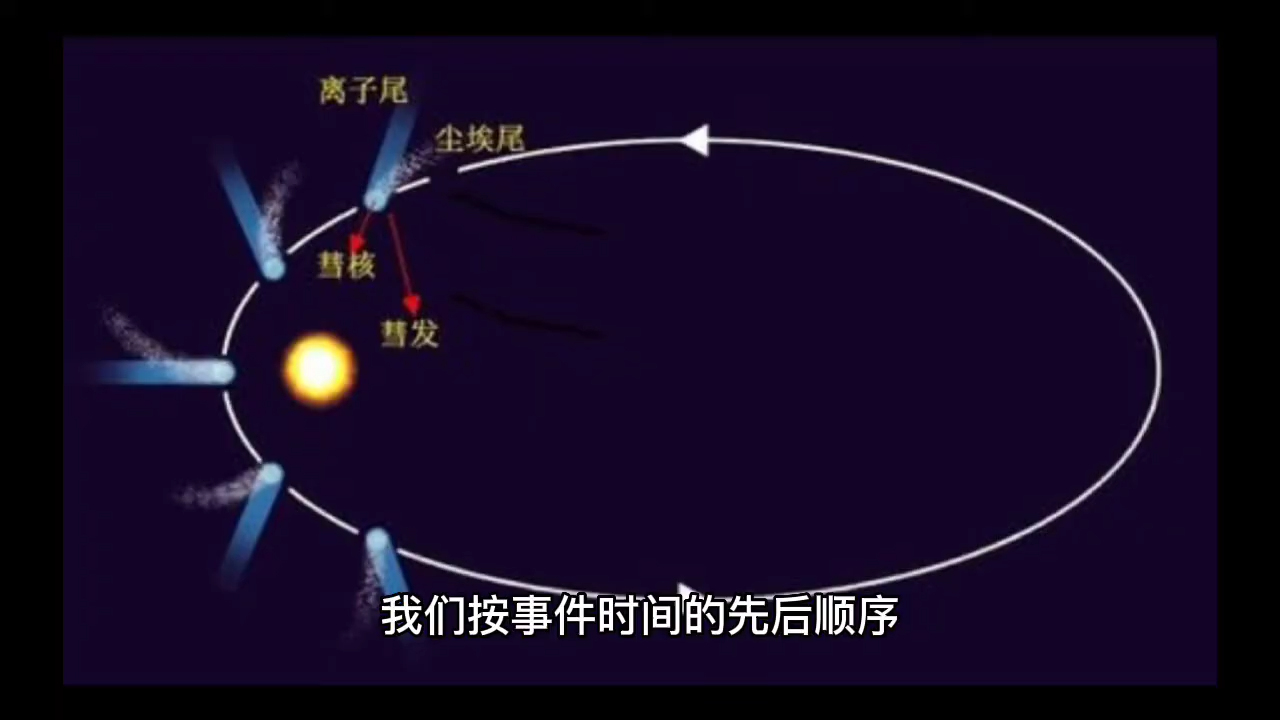 离子尾
尘埃尾
彗核
彗发
我们按事件时间的先后顺序